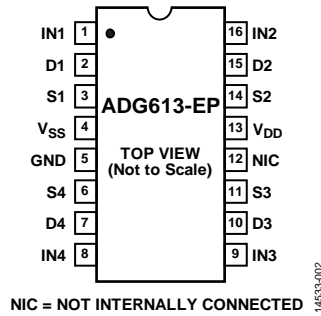 IN1 1 16 IN2
D1 2 15 D2
S1 3 ADG613-EP 14 S2
VSS 4 13 VDD
GND 5 TOP VIEW 12 NIC
(Not to Scale)
S4 6 11 S3
D4 7 10 D3
IN4 8 9 IN3
NIC = NOT INTERNALLY CONNECTED
14533-002